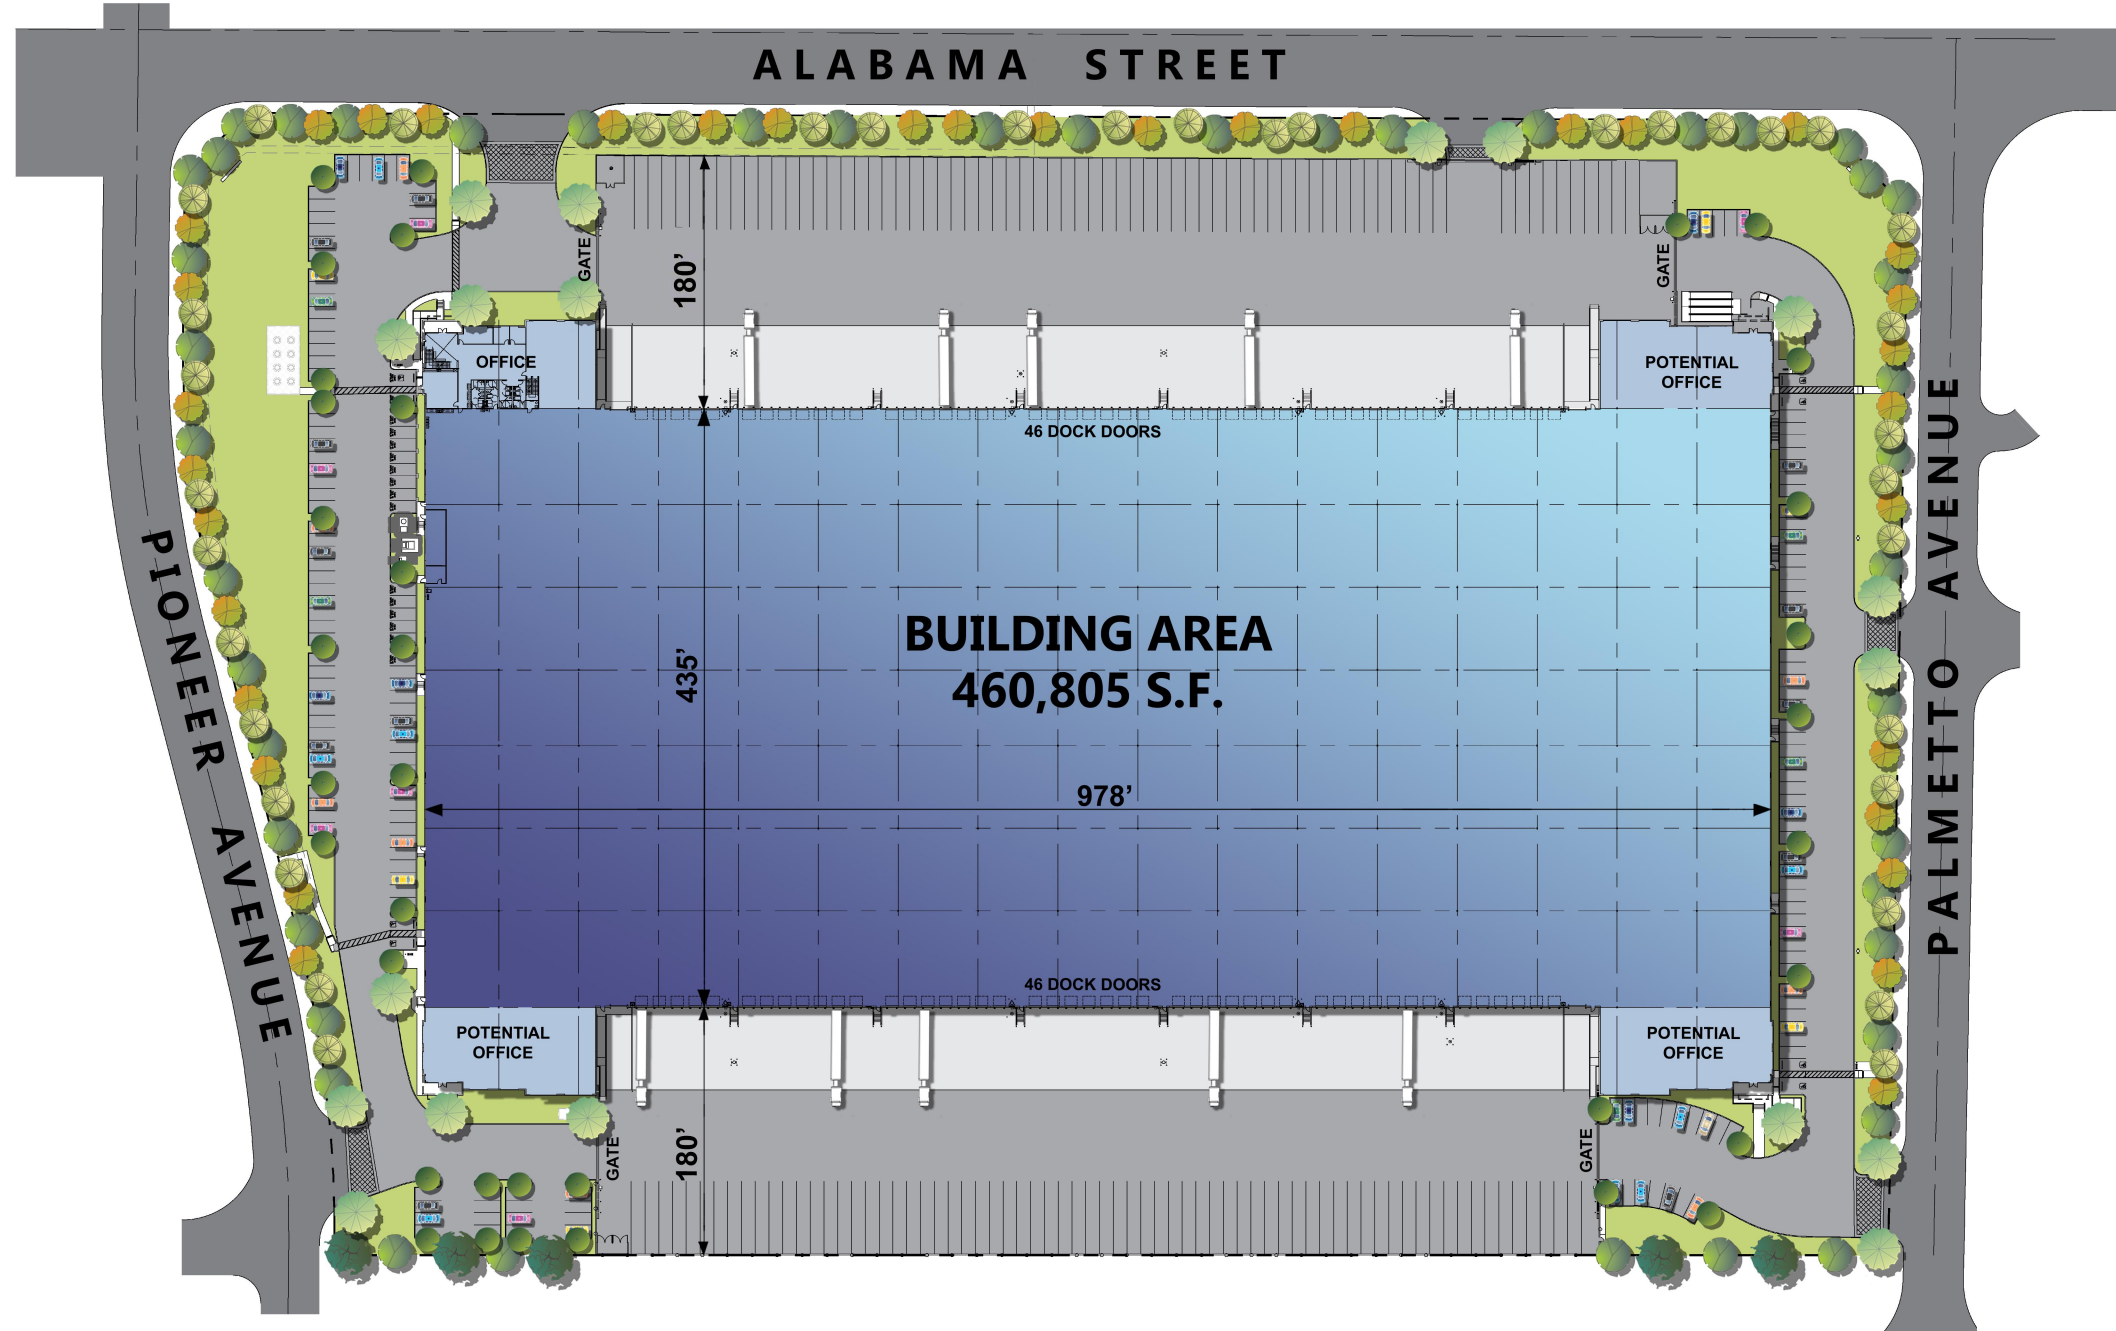 ALABAMA STREET
GATE
GATE
180'
OFFICE
POTENTIAL
OFFICE
46 DOCK DOORS
PIONEER AVENUE
PALMETTO AVENUE
BUILDING AREA
460,805 S.F.
435'
978'
46 DOCK DOORS
POTENTIAL
OFFICE
POTENTIAL
OFFICE
GATE
180'
GATE